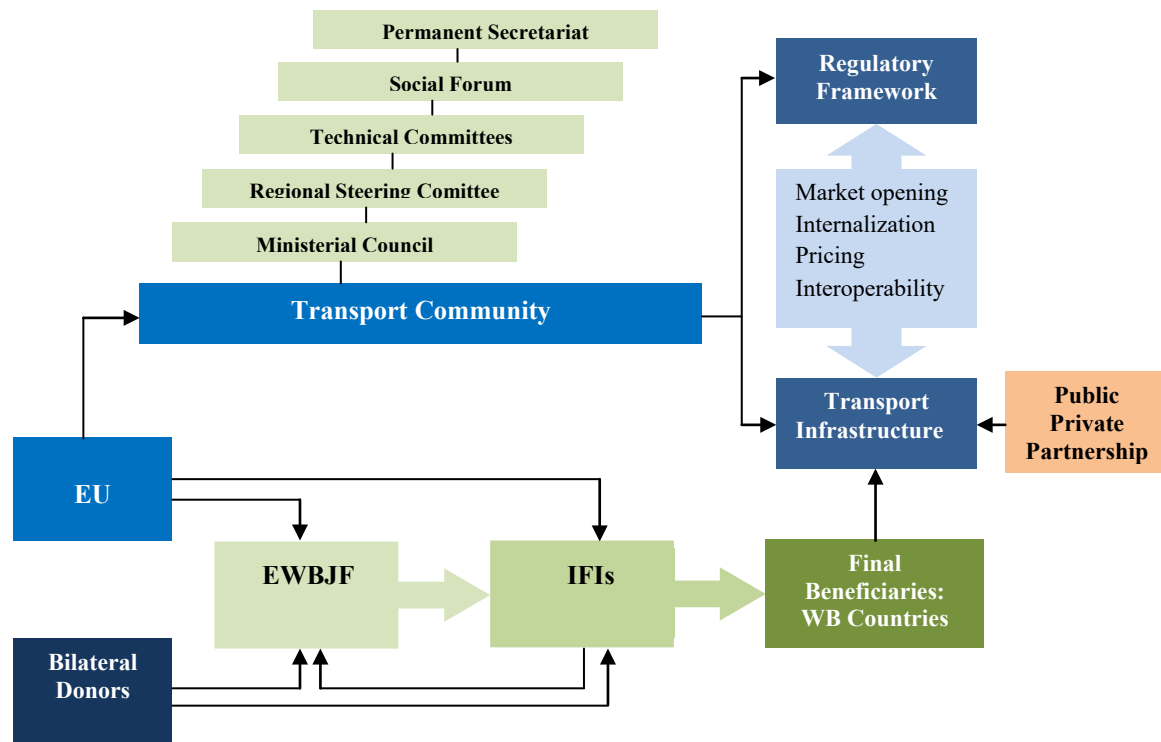 Permanent Secretariat
Social Forum
Technical Committees
Regional Steering Comittee
Ministerial Council
Transport Community
Regulatory
Framework
Market opening
Internalization
Pricing
Interoperability
Transport
Infrastructure
Public
Private
Partnership
EU
EWBJF
IFIs
Final
Beneficiaries:
WB Countries
Bilateral
Donors